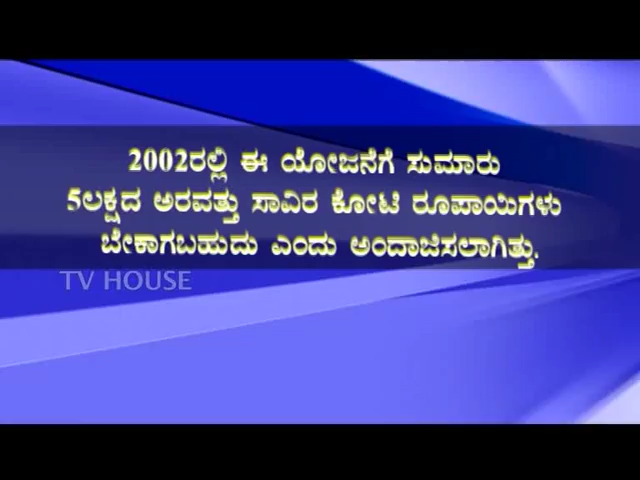 2002ರಲ್ಲಿ ಈ ಯೋಜನೆಗೆ ಸುಮಾರು
5ಲಕ್ಷದ ಅರವತ್ತು ಸಾವಿರ ಕೋಟಿ ರೂಪಾಯಿಗಳು
ಬೇಕಾಗಬಹುದು ಎಂದು ಅಂದಾಜಿಸಲಾಗಿತ್ತು.
TV HOUSE